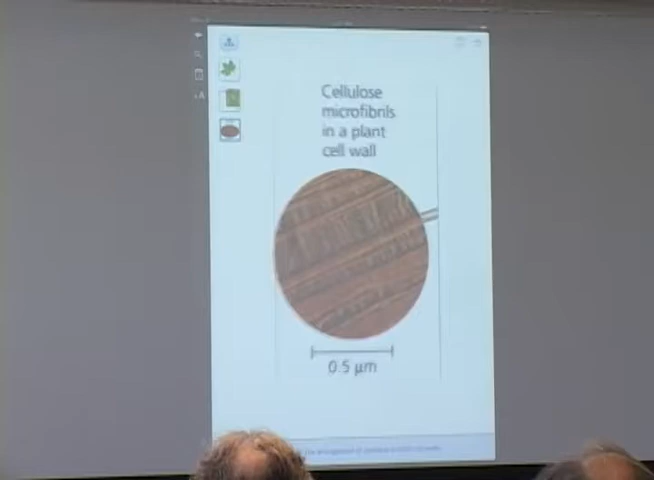 Cellulose
microfibrils
in a plant
cell wall
0.5 µm